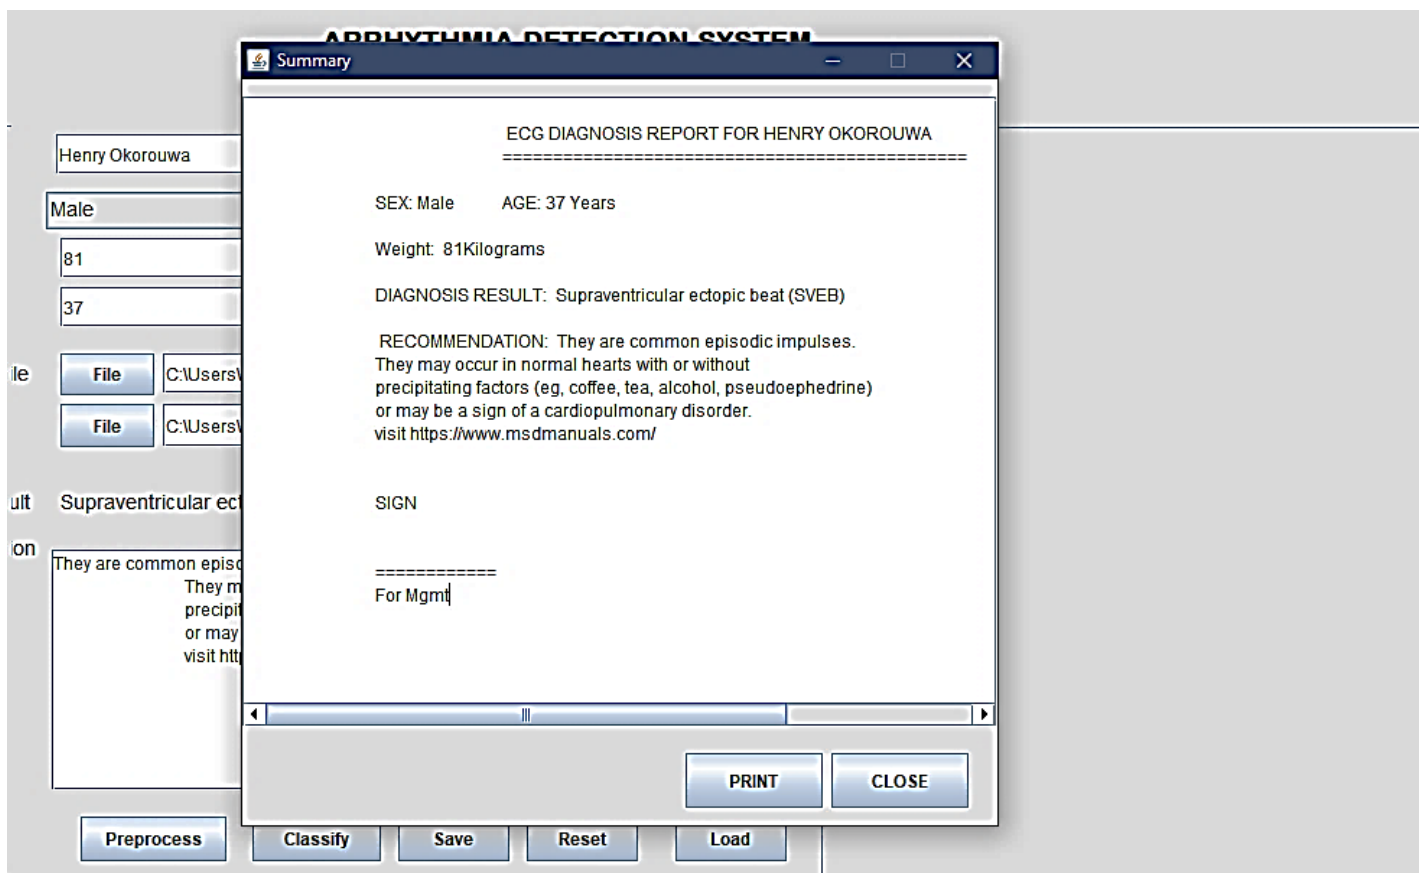 ARRHYTHMIA DETECTION SYSTEM
Summary
ECG DIAGNOSIS REPORT FOR HENRY OKOROUWA
==============================================
SEX: Male AGE: 37 Years
Weight: 81Kilograms
DIAGNOSIS RESULT: Supraventricular ectopic beat (SVEB)
RECOMMENDATION: They are common episodic impulses.
They may occur in normal hearts with or without
precipitating factors (eg, coffee, tea, alcohol, pseudoephedrine)
or may be a sign of a cardiopulmonary disorder.
visit https://www.msdmanuals.com/
SIGN
============
For Mgmt
PRINT CLOSE
Henry Okorouwa
Male
81
37
ile File C:\Users\
File C:\Users\
ult Supraventricular ect
ion
They are common episo
They m
precipit
or may
visit htt
Preprocess Classify Save Reset Load